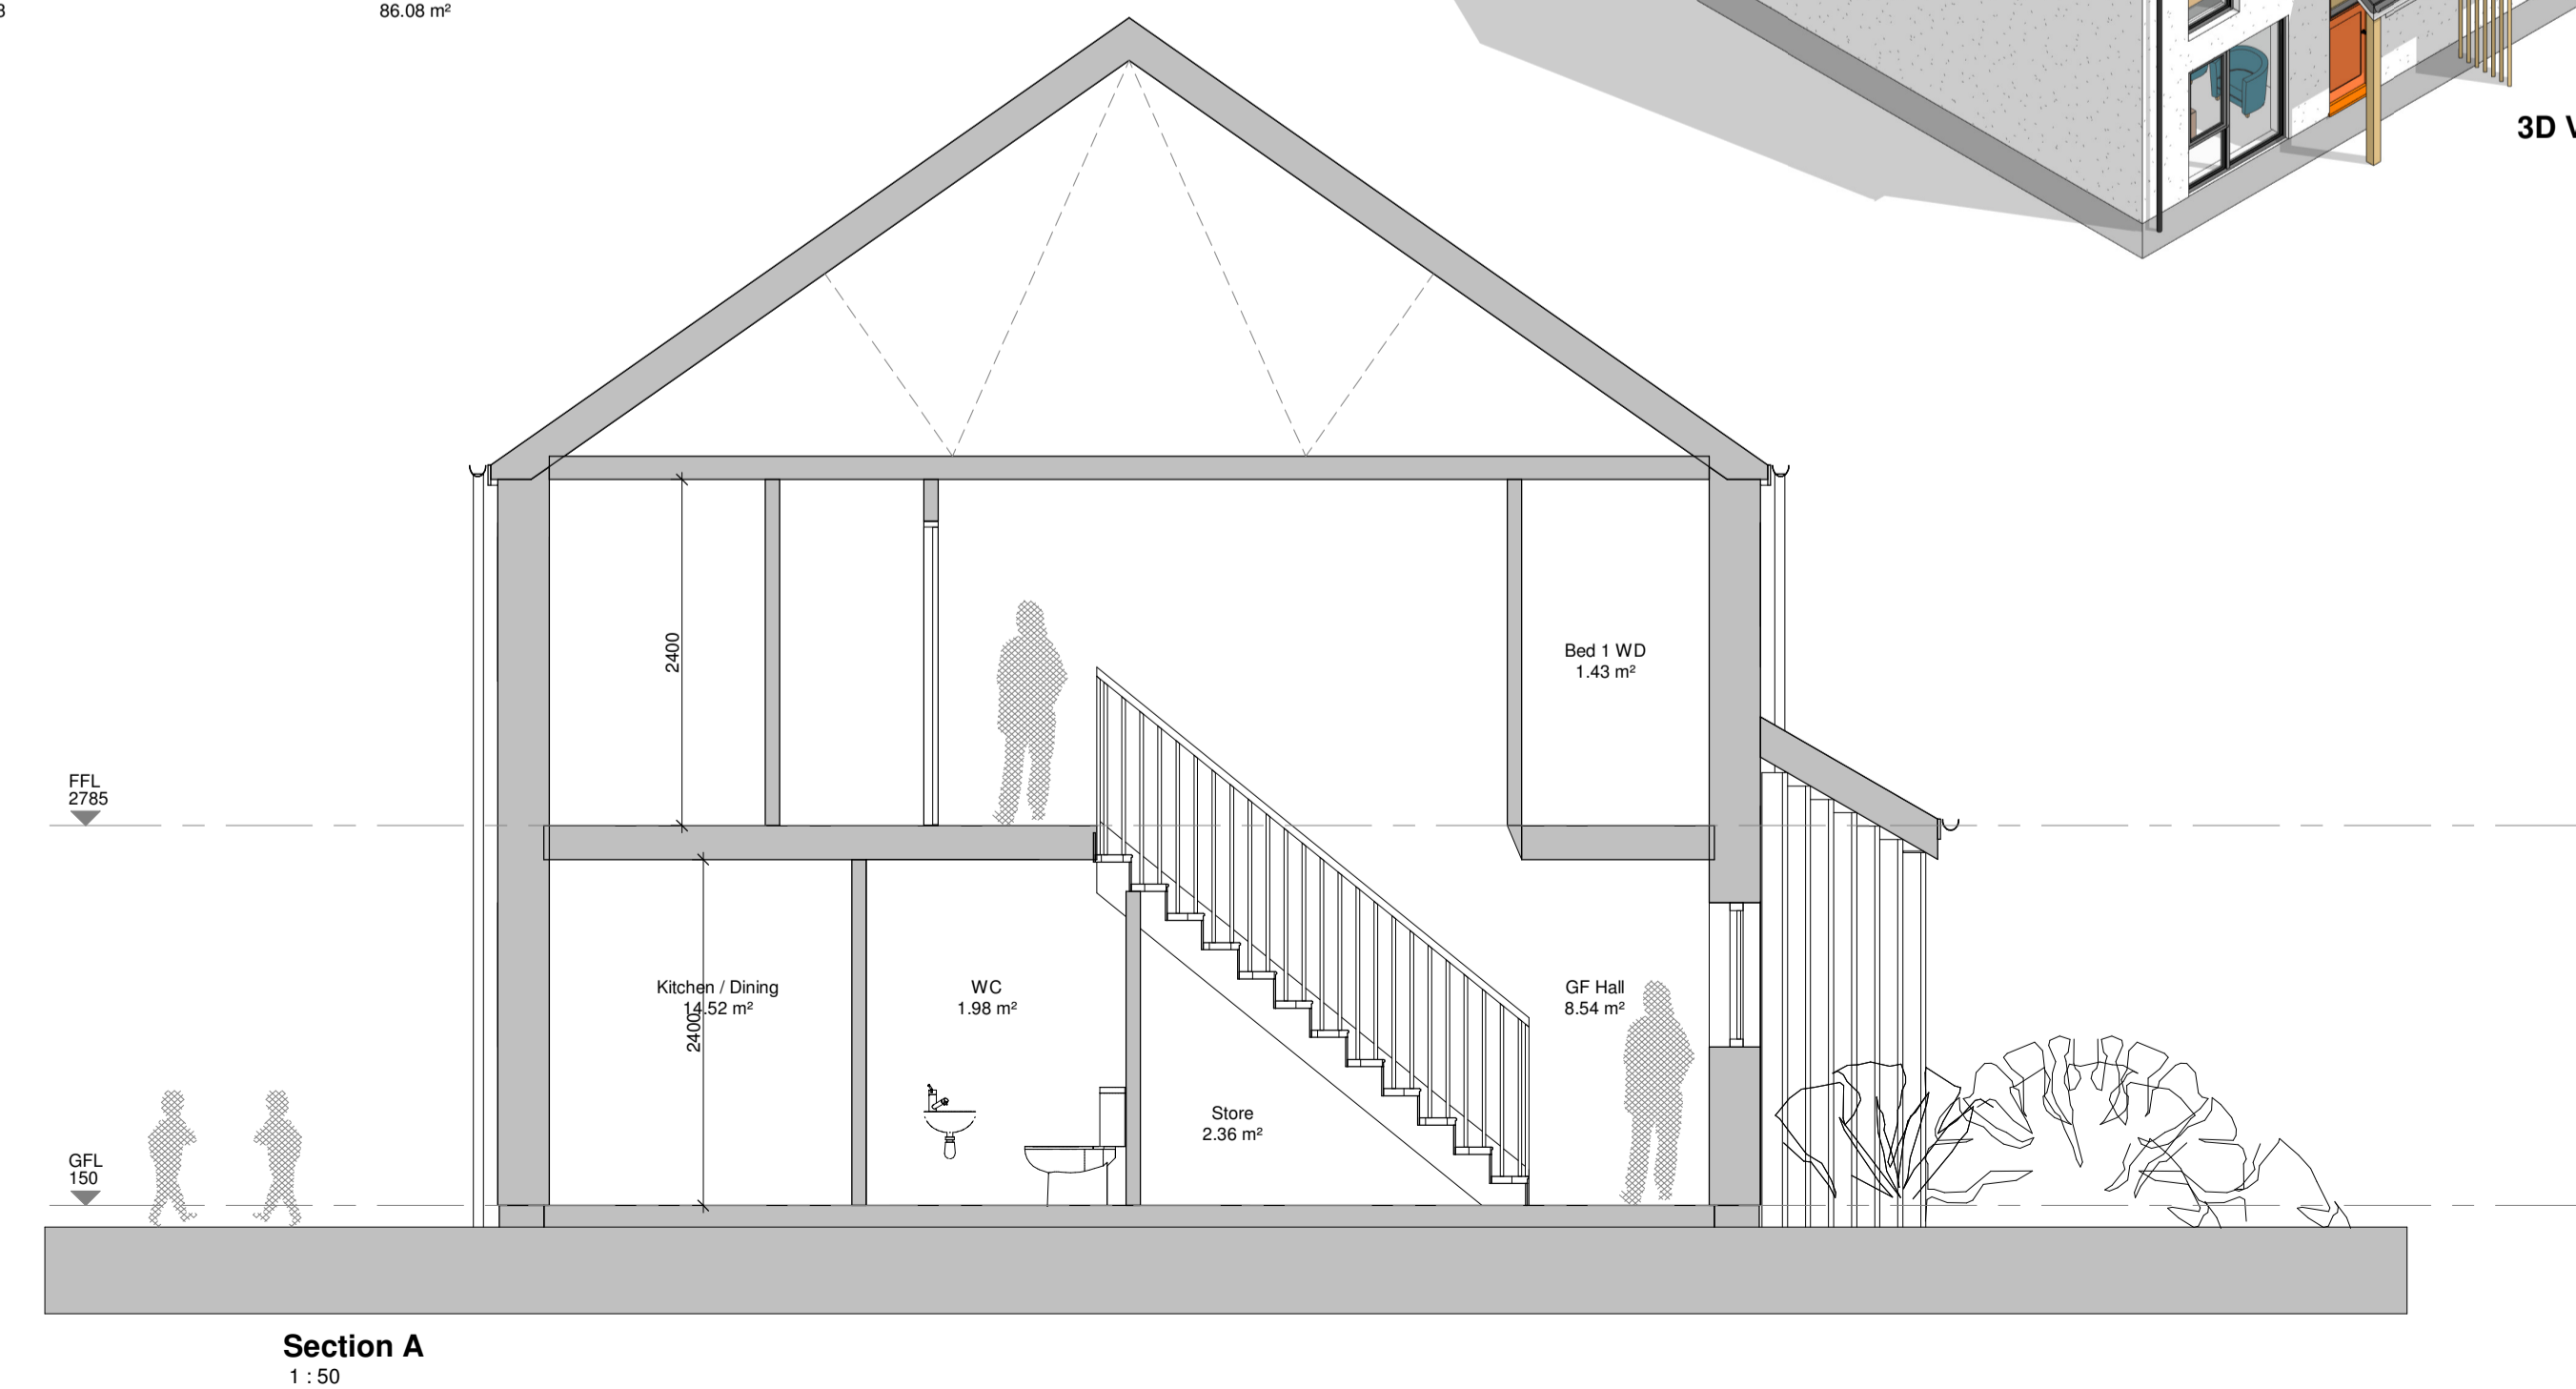 86.08 m²
3D
2400
Bed 1 WD
1.43 m²
FFL
2785
Kitchen / Dining
14.52 m²
2400
WC
1.98 m²
GF Hall
8.54 m²
Store
2.36 m²
GFL
150
Section A
1 : 50